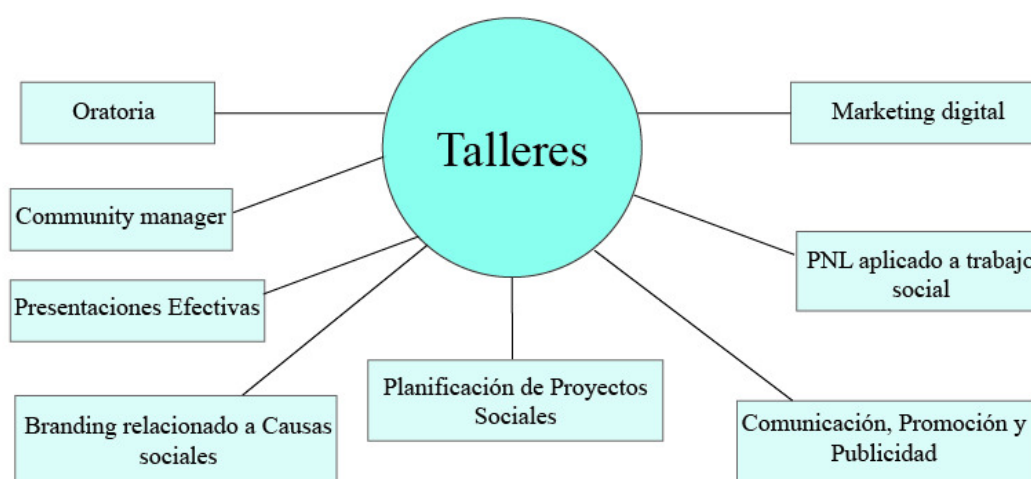 Talleres
Oratoria
Marketing digital
Community manager
PNL aplicado a trabajo
social
Presentaciones Efectivas
Planificación de Proyectos
Sociales
Branding relacionado a Causas
sociales
Comunicación, Promoción y
Publicidad